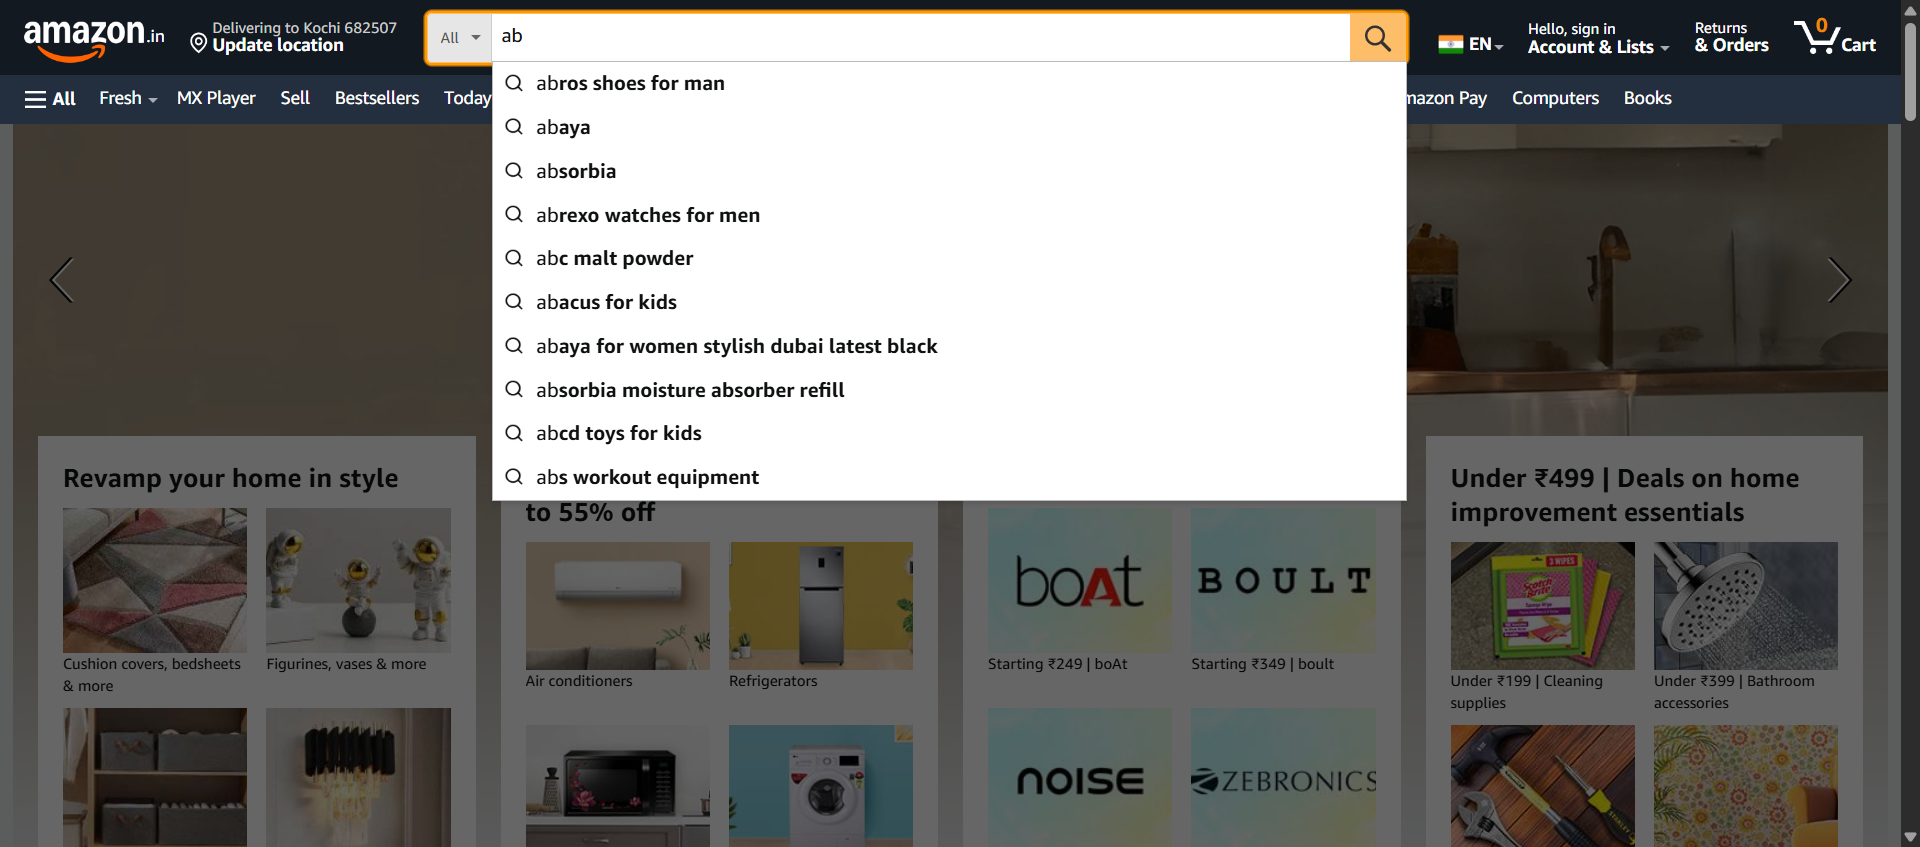 amazon.in
Delivering to Kochi 682507
Update location
All
ab
EN
Hello, sign in
Account & Lists
Returns
& Orders
0
Cart
All
Fresh
MX Player
Sell
Bestsellers
Today
mazon Pay
Computers
Books
abros shoes for man
abaya
absorbia
abrexo watches for men
abc malt powder
abacus for kids
abaya for women stylish dubai latest black
absorbia moisture absorber refill
abcd toys for kids
abs workout equipment
Revamp your home in style
Cushion covers, bedsheets
& more
Figurines, vases & more
to 55% off
Air conditioners
Refrigerators
boAt
BOULT
Starting ₹249 | boAt
Starting ₹349 | boult
noise
ZEBRONICS
Under ₹499 | Deals on home
improvement essentials
3 WIPES
Scotch
Brite
Under ₹199 | Cleaning
supplies
Under ₹399 | Bathroom
accessories